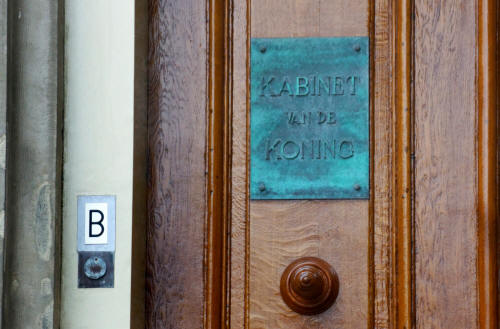 KABINET
VAN DE
KONING
B